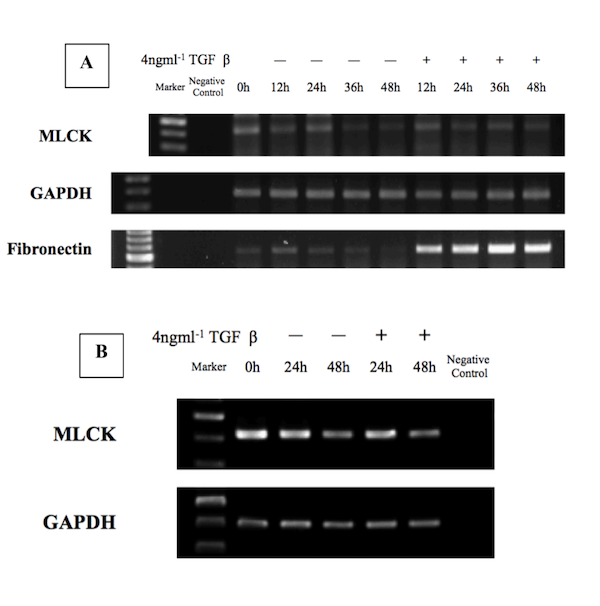 A
4ngml-1 TGF β — — — — + + + +
Marker Negative Control 0h 12h 24h 36h 48h 12h 24h 36h 48h
MLCK
GAPDH
Fibronectin
B
4ngml-1 TGF β — — + +
Marker 0h 24h 48h 24h 48h Negative Control
MLCK
GAPDH